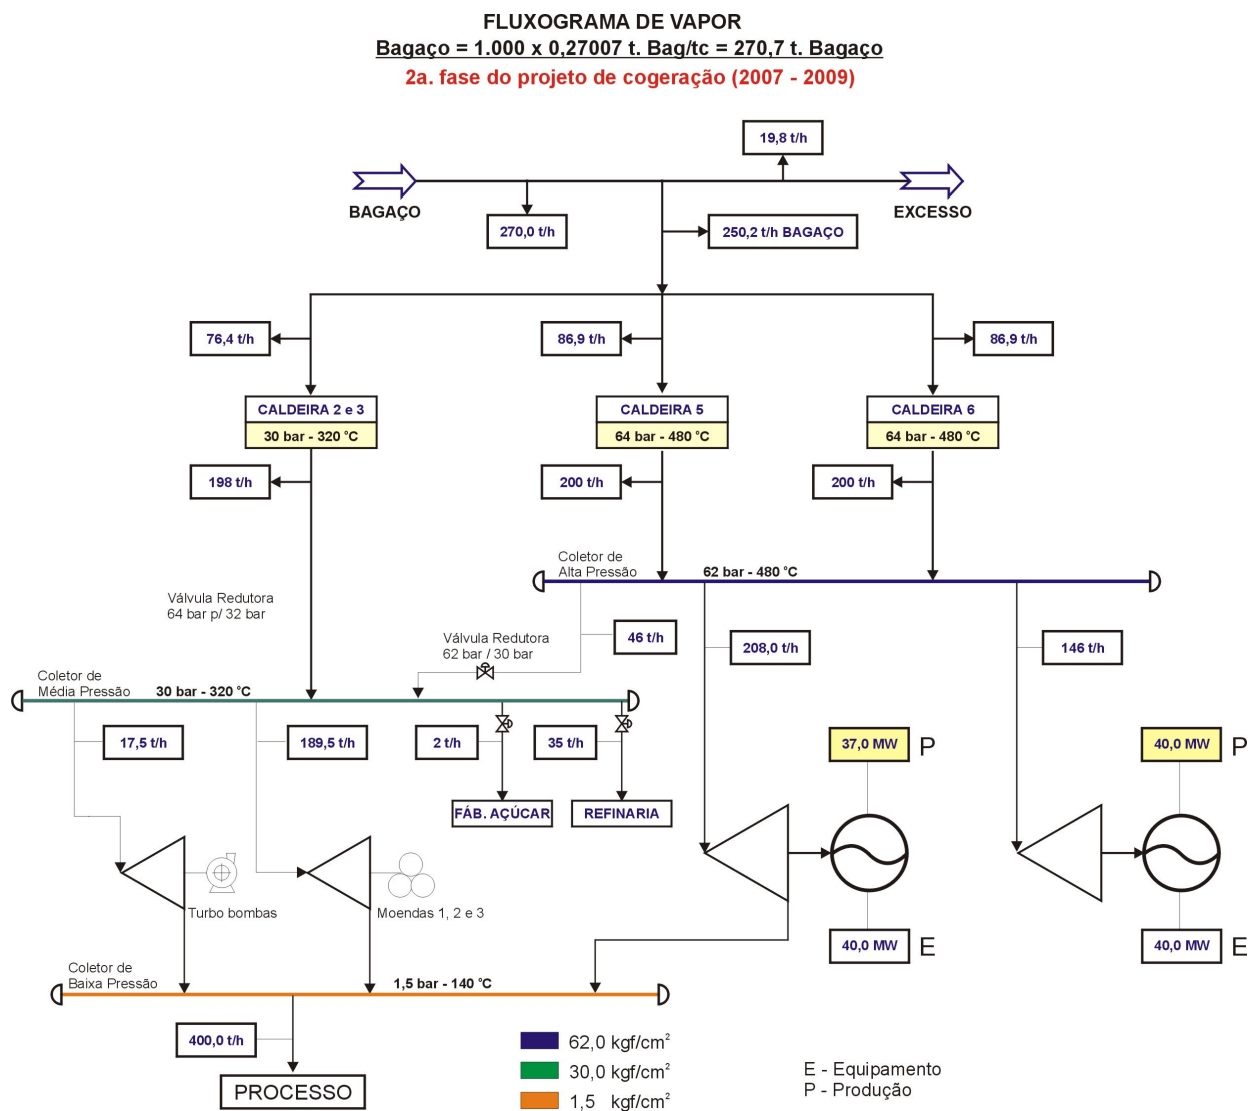 FLUXOGRAMA DE VAPOR
Bagaço = 1.000 x 0,27007 t. Bag/tc = 270,7 t. Bagaço
2a. fase do projeto de cogeração (2007 - 2009)
19,8 t/h
BAGAÇO
EXCESSO
270,0 t/h
250,2 t/h BAGAÇO
76,4 t/h
86,9 t/h
86,9 t/h
CALDEIRA 2 e 3
30 bar - 320 °C
CALDEIRA 5
64 bar - 480 °C
CALDEIRA 6
64 bar - 480 °C
198 t/h
200 t/h
200 t/h
Coletor de
Alta Pressão
62 bar - 480 °C
Válvula Redutora
64 bar p/ 32 bar
Válvula Redutora
62 bar / 30 bar
46 t/h
208,0 t/h
146 t/h
Coletor de
Média Pressão
30 bar - 320 °C
17,5 t/h
189,5 t/h
2 t/h
35 t/h
37,0 MW
P
40,0 MW
P
FÁB. AÇÚCAR
REFINARIA
Turbo bombas
Moendas 1, 2 e 3
40,0 MW
E
40,0 MW
E
Coletor de
Baixa Pressão
1,5 bar - 140 °C
400,0 t/h
PROCESSO
62,0 kgf/cm²
30,0 kgf/cm²
1,5 kgf/cm²
E - Equipamento
P - Produção